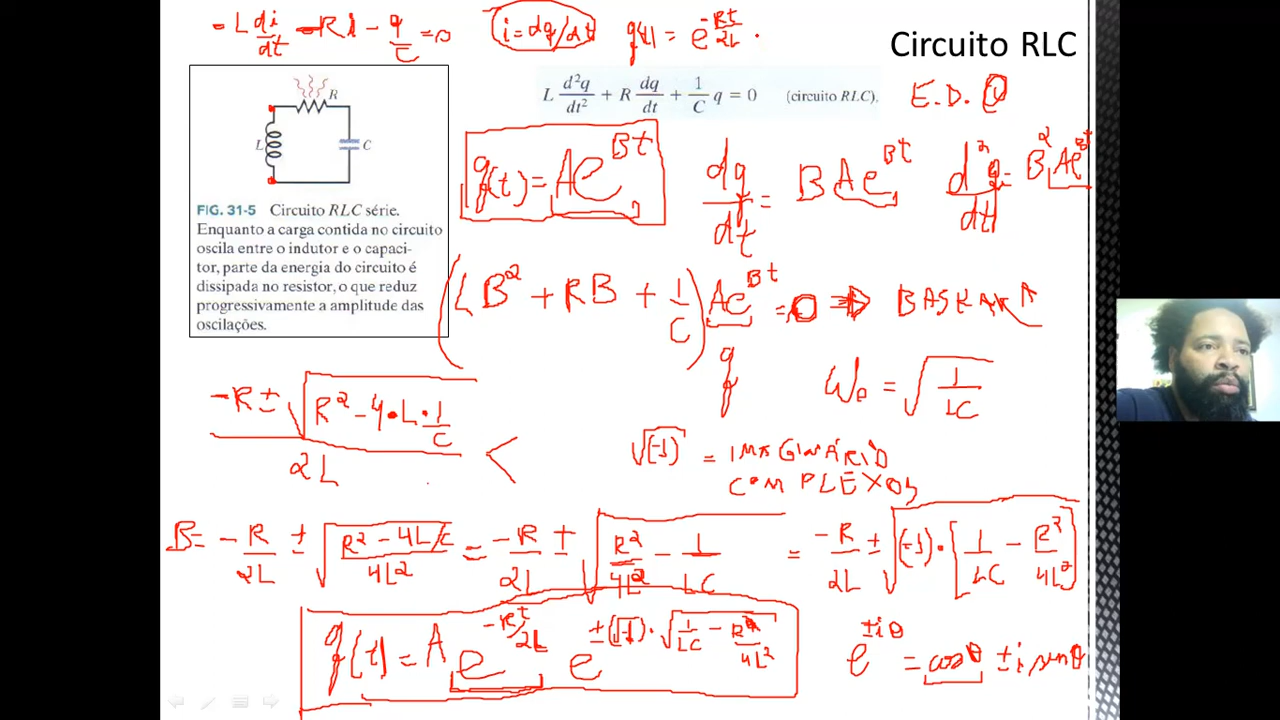 - L di/dt - Ri - q/C = 0
i = dq/dt
q(t) = e^(-Rt/2L) ·
Circuito RLC
L d²q/dt² + R dq/dt + 1/C q = 0 (circuito RLC).
E.D.O
R
L
C
q(t) = Ae^(Bt)
dq/dt = BAe^(Bt)
d²q/dt = B²Ae^(Bt)
FIG. 31-5 Circuito RLC série.
Enquanto a carga contida no circuito
oscila entre o indutor e o capaci-
tor, parte da energia do circuito é
dissipada no resistor, o que reduz
progressivamente a amplitude das
oscilações.
(LB² + RB + 1/C) Ae^(Bt) = 0 ⇒ BASKARA
q
ω₀ = √(1/LC)
-R ± √(R² - 4·L·1/C) / 2L <
√(-1) = IMAGINÁRIO
COMPLEXOS
B = -R/2L ± √((R² - 4L/C)/4L²) = -R/2L ± √(R²/4L² - 1/LC) = -R/2L ± √((-1)·[1/LC - R²/4L²])
q(t) = A e^(-Rt/2L) e^(±√(-1)·√(1/LC - R²/4L²))
e^(±iθ) = cosθ ± i senθ